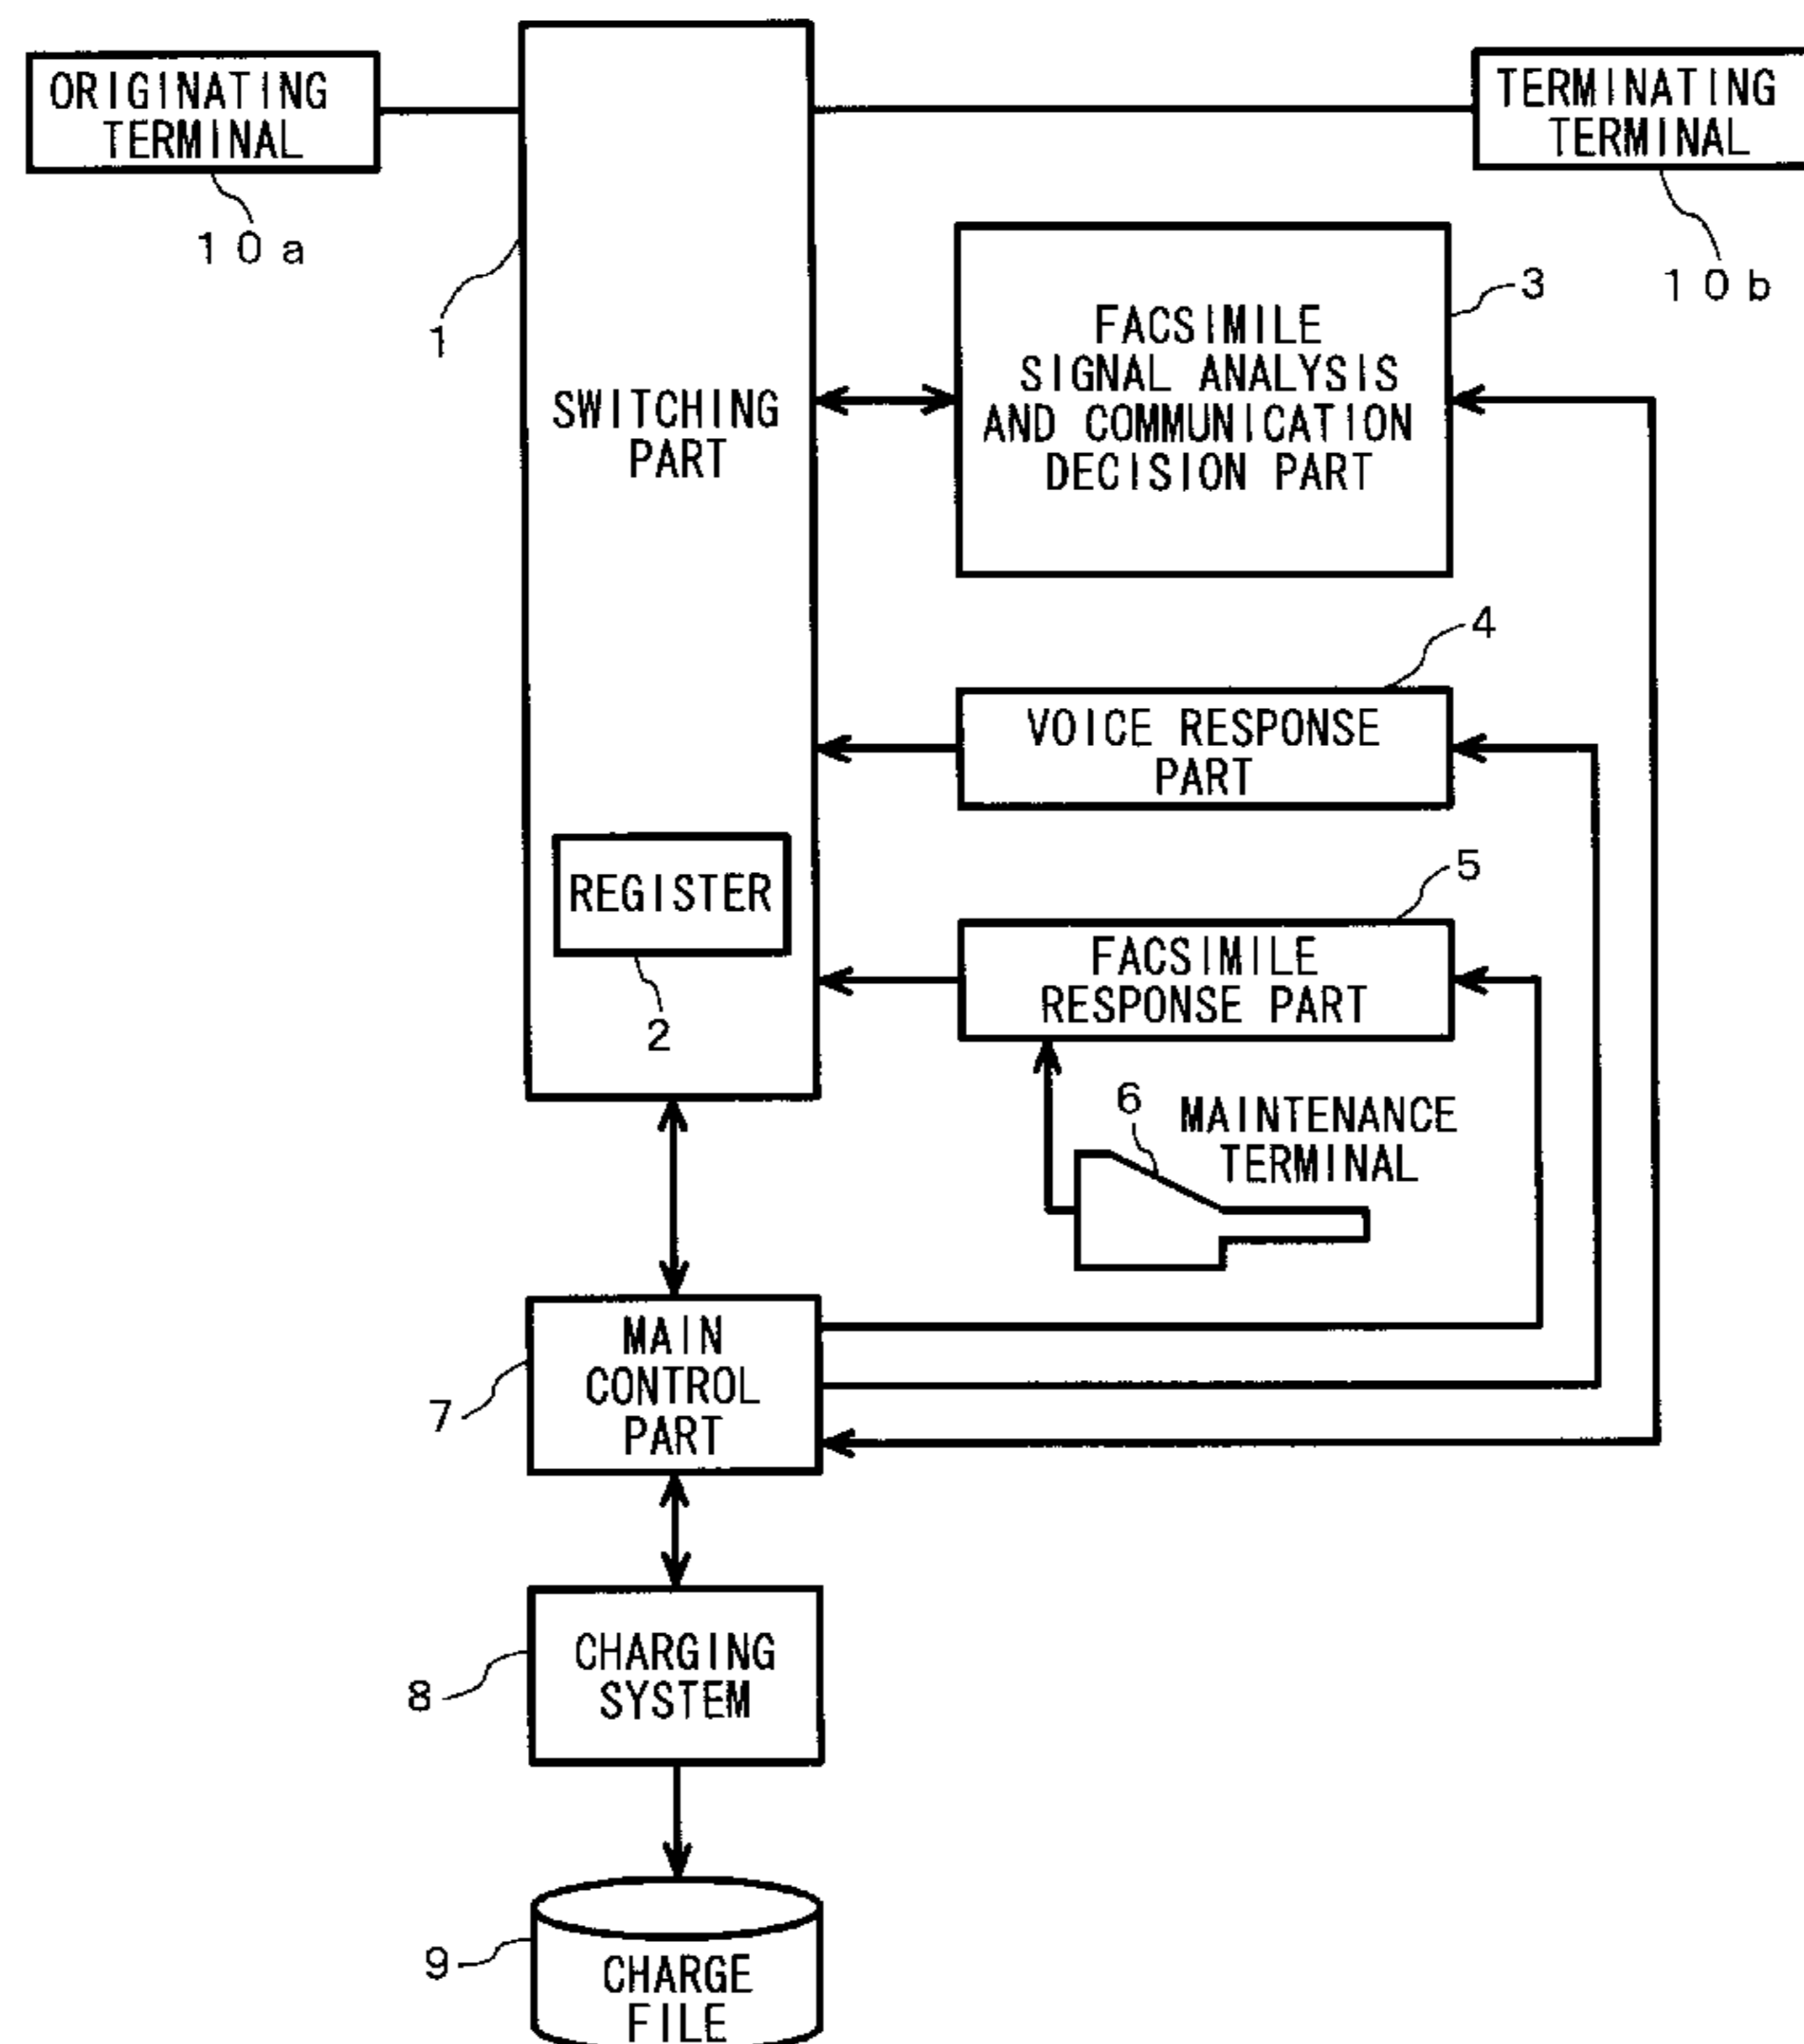 ORIGINATING
TERMINAL
10a
TERMINATING
TERMINAL
10b
1
SWITCHING
PART
FACSIMILE
SIGNAL ANALYSIS
AND COMMUNICATION
DECISION PART
3
VOICE RESPONSE
PART
4
REGISTER
2
FACSIMILE
RESPONSE PART
5
6
MAINTENANCE
TERMINAL
MAIN
CONTROL
PART
7
CHARGING
SYSTEM
8
CHARGE
FILE
9